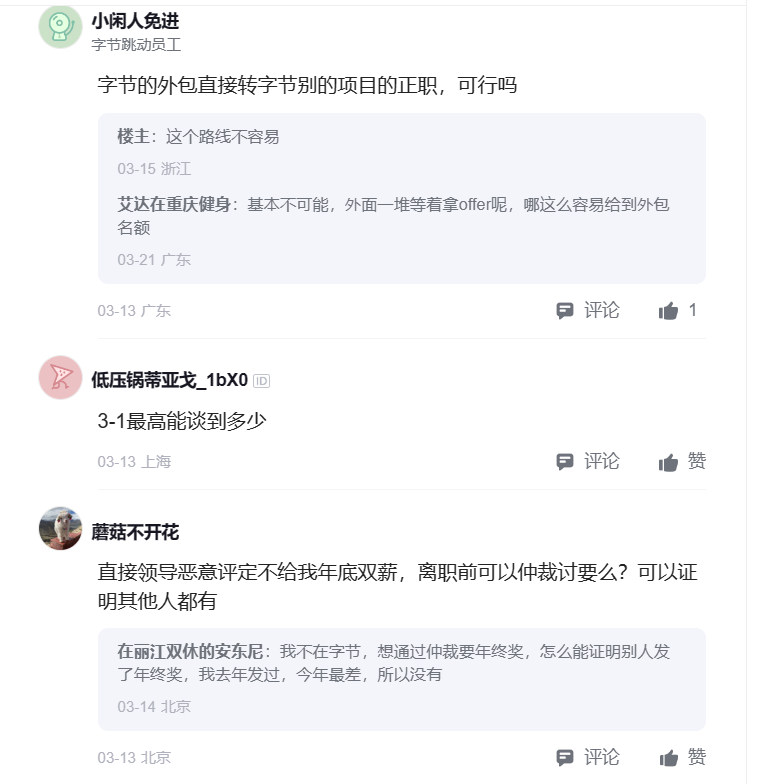 小闲人免进
字节跳动员工
字节的外包直接转字节别的项目的正职，可行吗
楼主：这个路线不容易
03-15 浙江
艾达在重庆健身：基本不可能，外面一堆等着拿offer呢，哪这么容易给到外包
名额
03-21 广东
03-13 广东 评论 1
低压锅蒂亚戈_1bX0 ID
3-1最高能谈到多少
03-13 上海 评论 赞
蘑菇不开花
直接领导恶意评定不给我年底双薪，离职前可以仲裁讨要么？可以证
明其他人都有
在丽江双休的安东尼：我不在字节，想通过仲裁要年终奖，怎么能证明别人发
了年终奖，我去年发过，今年最差，所以没有
03-14 北京
03-13 北京 评论 赞